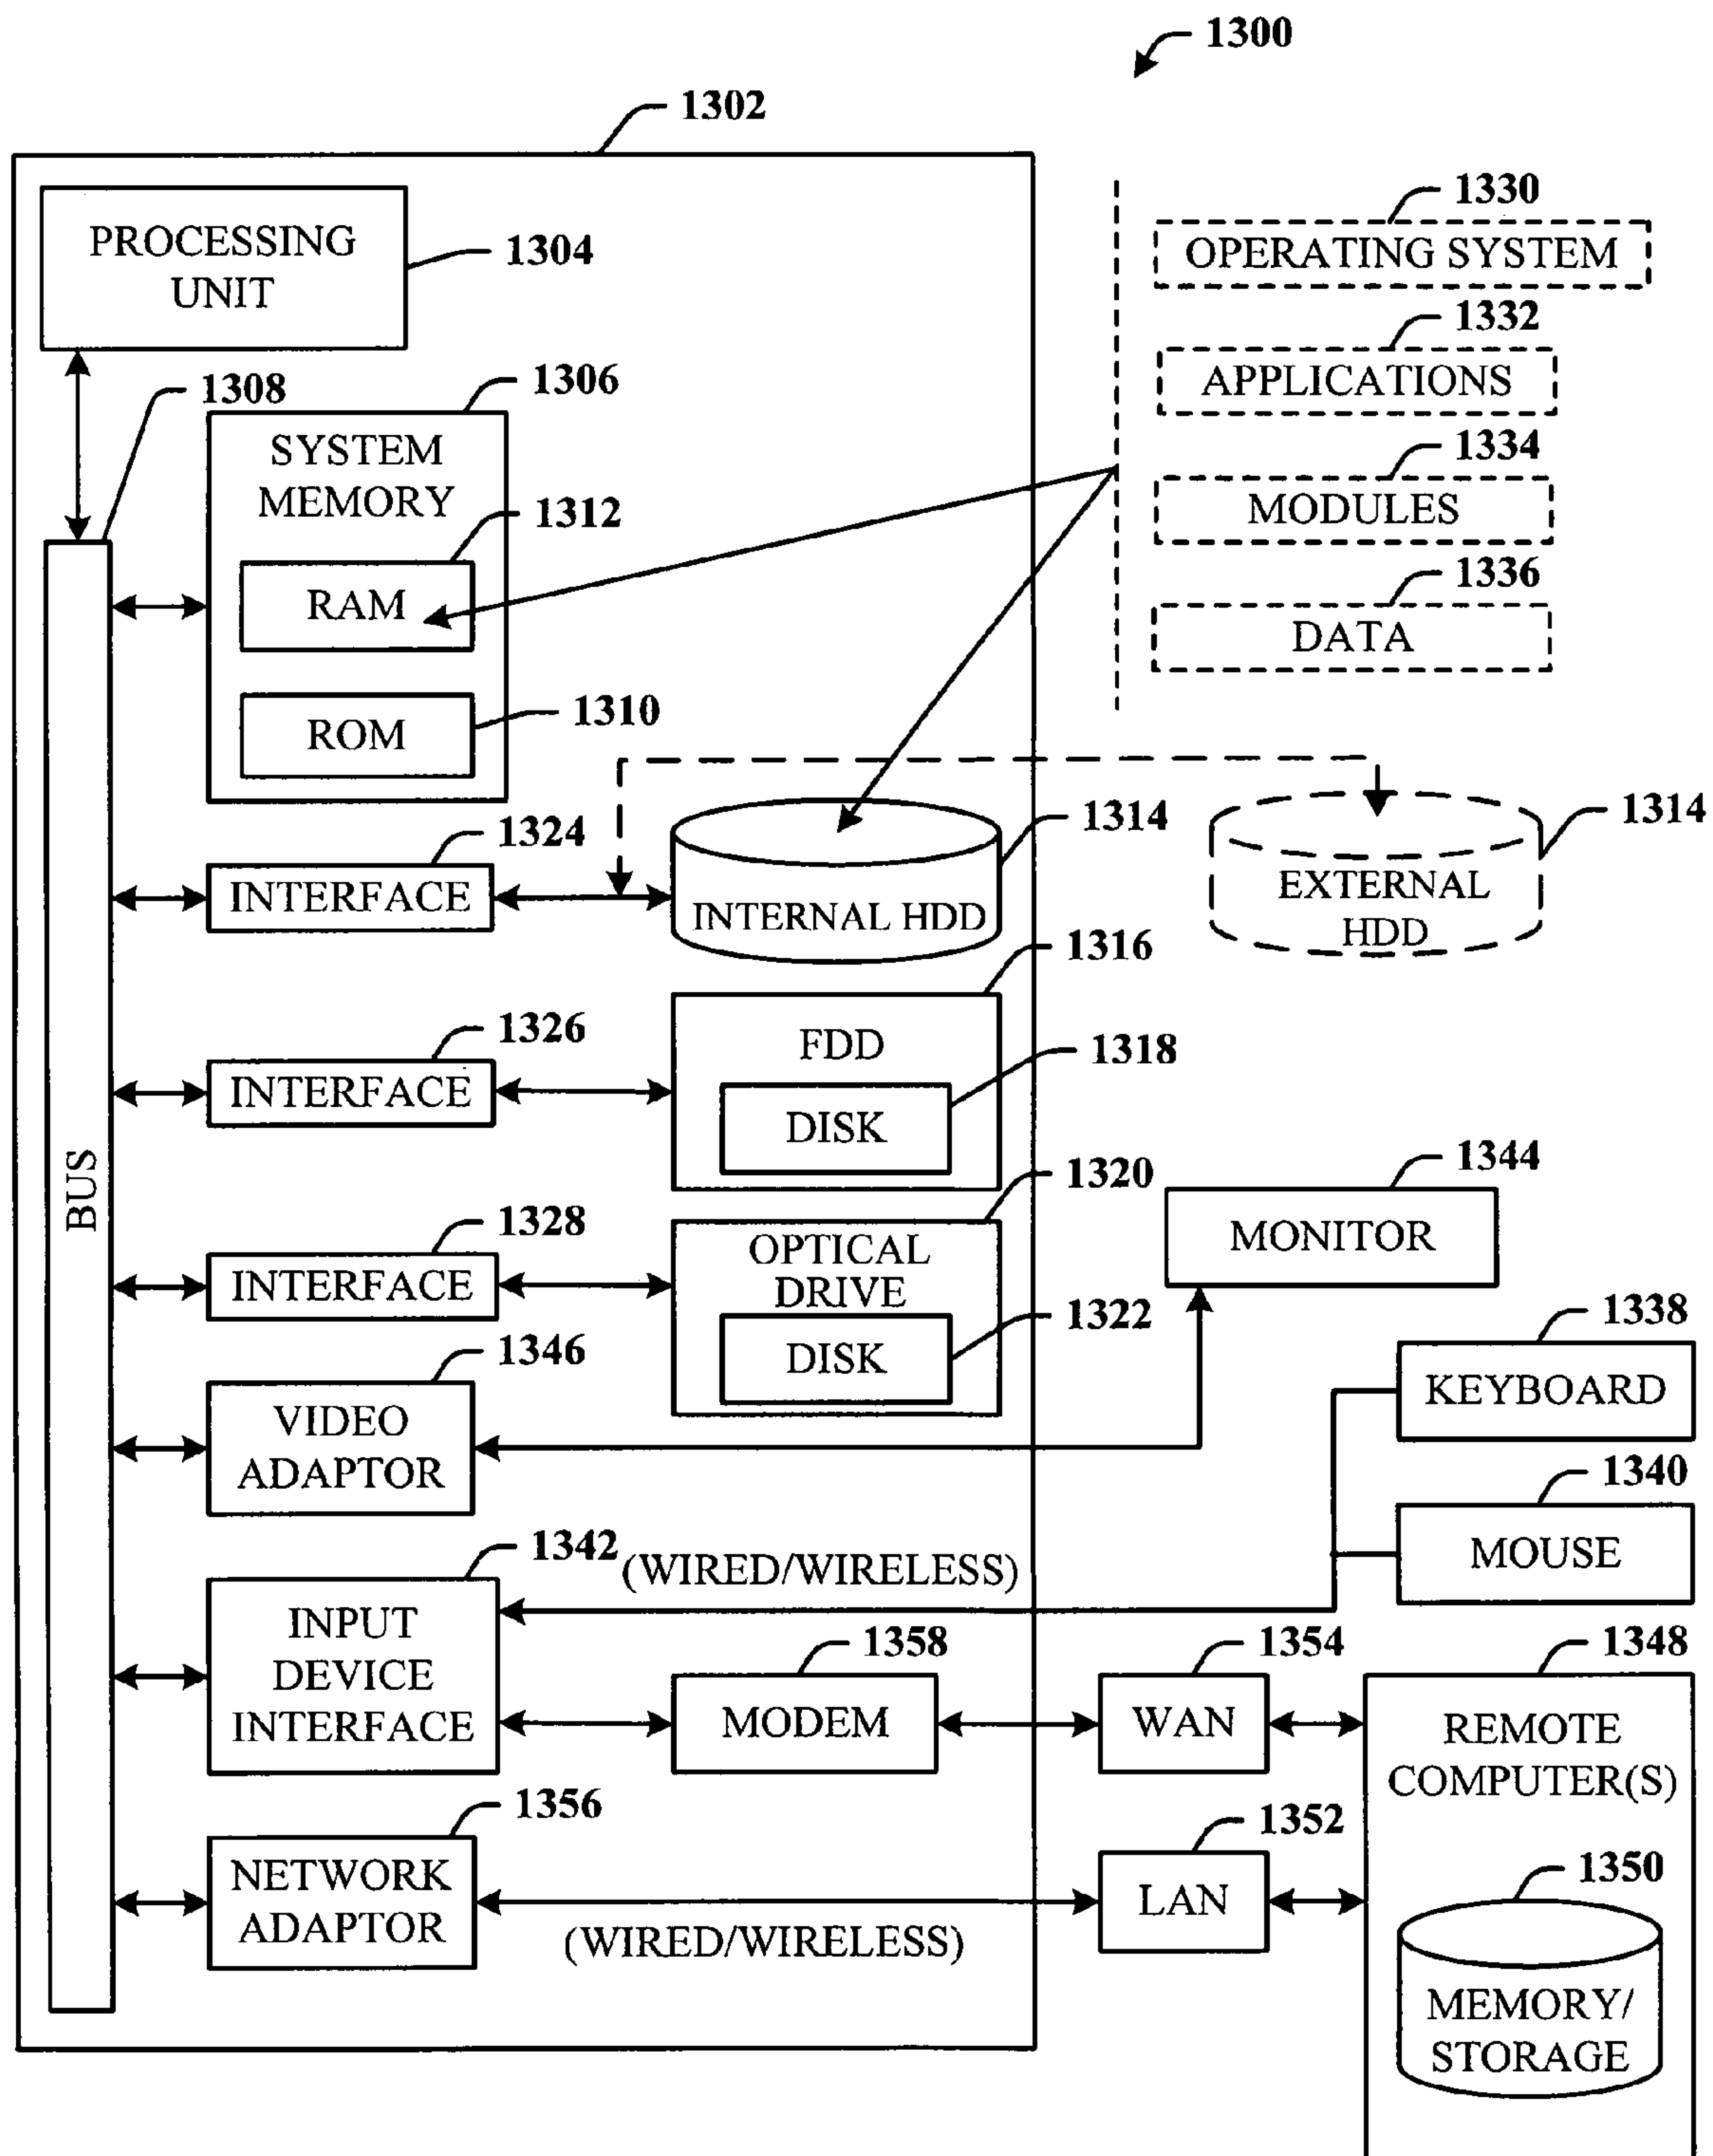 1300
1302
PROCESSING
UNIT
1304
1330
OPERATING SYSTEM
1332
APPLICATIONS
1334
MODULES
1336
DATA
1308
1306
SYSTEM
MEMORY
1312
RAM
1310
ROM
1324
INTERFACE
1314
INTERNAL HDD
1314
EXTERNAL
HDD
1316
FDD
1326
INTERFACE
1318
DISK
BUS
1320
OPTICAL
DRIVE
1328
INTERFACE
1322
DISK
1344
MONITOR
1346
VIDEO
ADAPTOR
1338
KEYBOARD
1340
MOUSE
1342
(WIRED/WIRELESS)
INPUT
DEVICE
INTERFACE
1358
MODEM
1354
WAN
1348
REMOTE
COMPUTER(S)
1356
NETWORK
ADAPTOR
(WIRED/WIRELESS)
1352
LAN
1350
MEMORY/
STORAGE